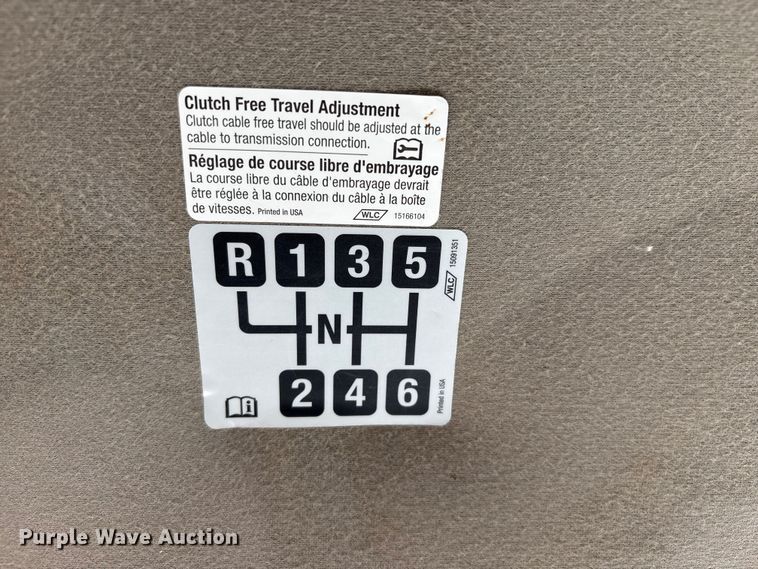 Clutch Free Travel Adjustment
Clutch cable free travel should be adjusted at the
cable to transmission connection.
Réglage de course libre d'embrayage
La course libre du câble d'embrayage devrait
être réglée à la connexion du câble à la boîte
de vitesses. Printed in USA WLC 15166104
R 1 3 5
WLC 15091351
N
2 4 6
i
Printed in USA
Purple Wave Auction